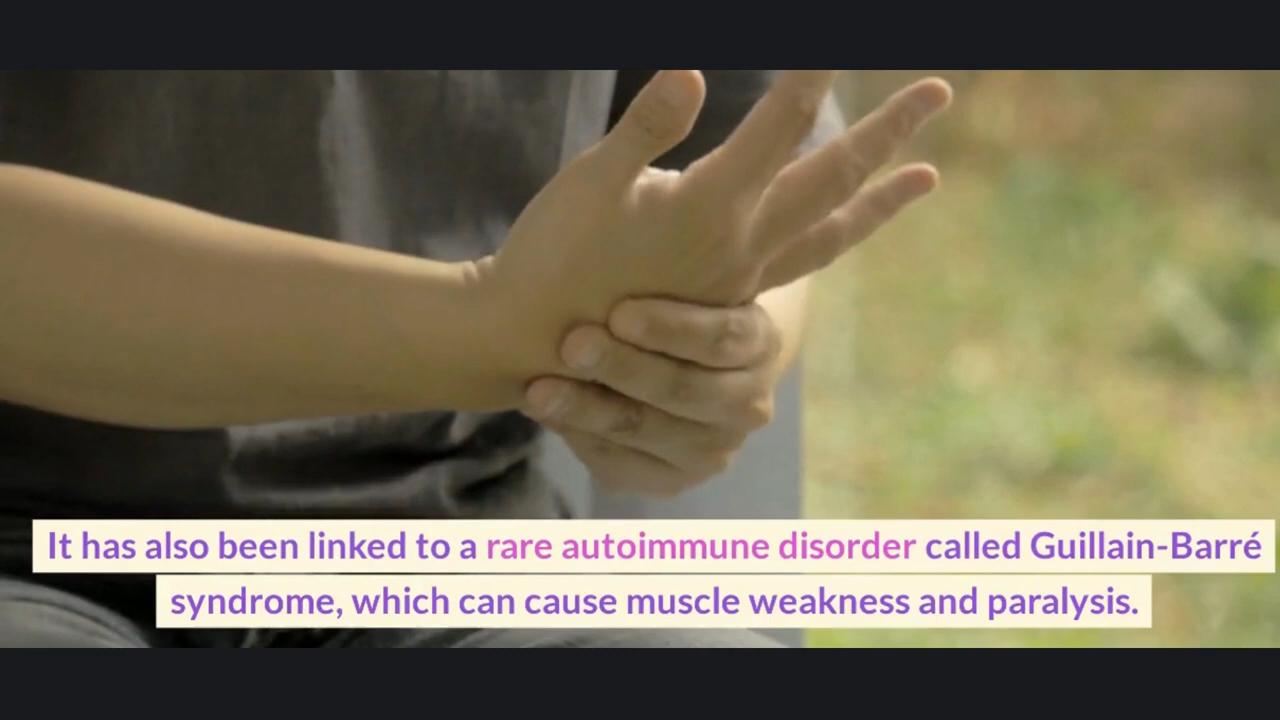 It has also been linked to a rare autoimmune disorder called Guillain-Barré
syndrome, which can cause muscle weakness and paralysis.